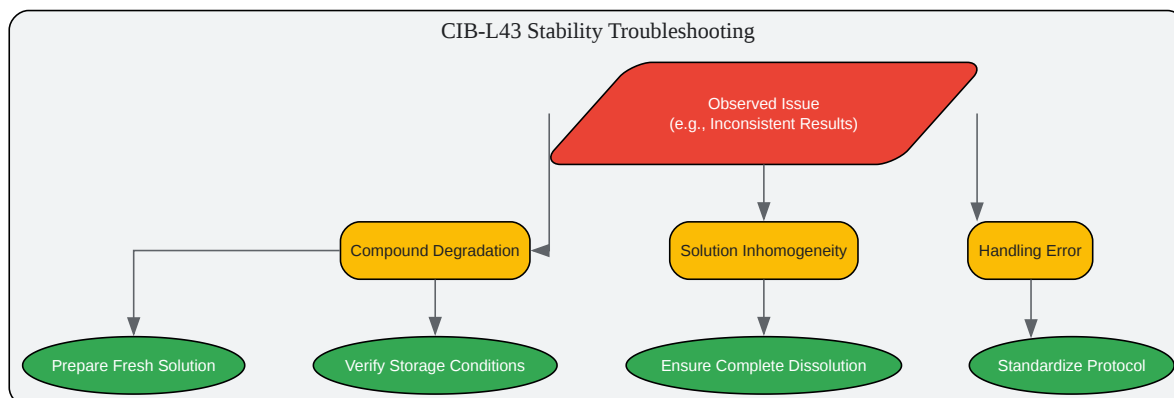 CIB-L43 Stability Troubleshooting
Observed Issue
(e.g., Inconsistent Results)
Compound Degradation
Solution Inhomogeneity
Handling Error
Prepare Fresh Solution
Verify Storage Conditions
Ensure Complete Dissolution
Standardize Protocol